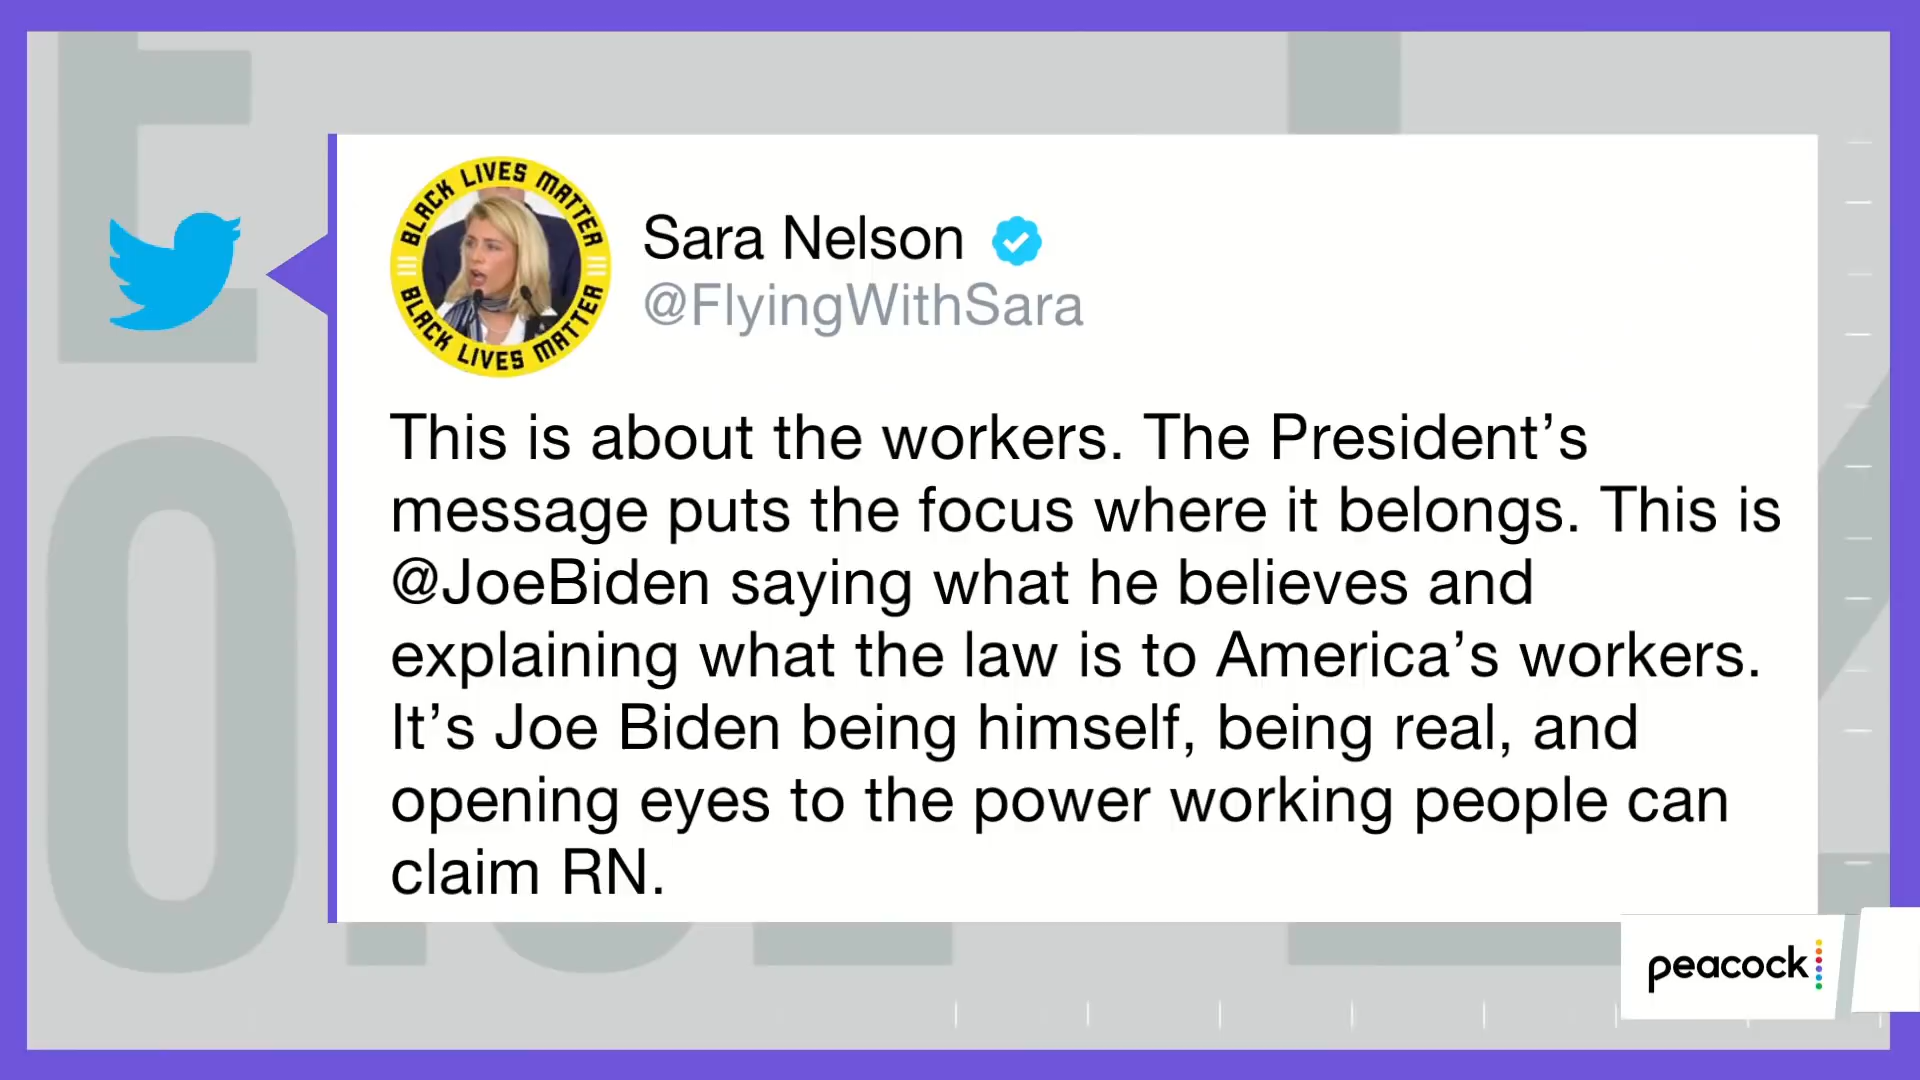 BLACK LIVES MATTER
BLACK LIVES MATTER
Sara Nelson
@FlyingWithSara
This is about the workers. The President’s
message puts the focus where it belongs. This is
@JoeBiden saying what he believes and
explaining what the law is to America’s workers.
It’s Joe Biden being himself, being real, and
opening eyes to the power working people can
claim RN.
peacock